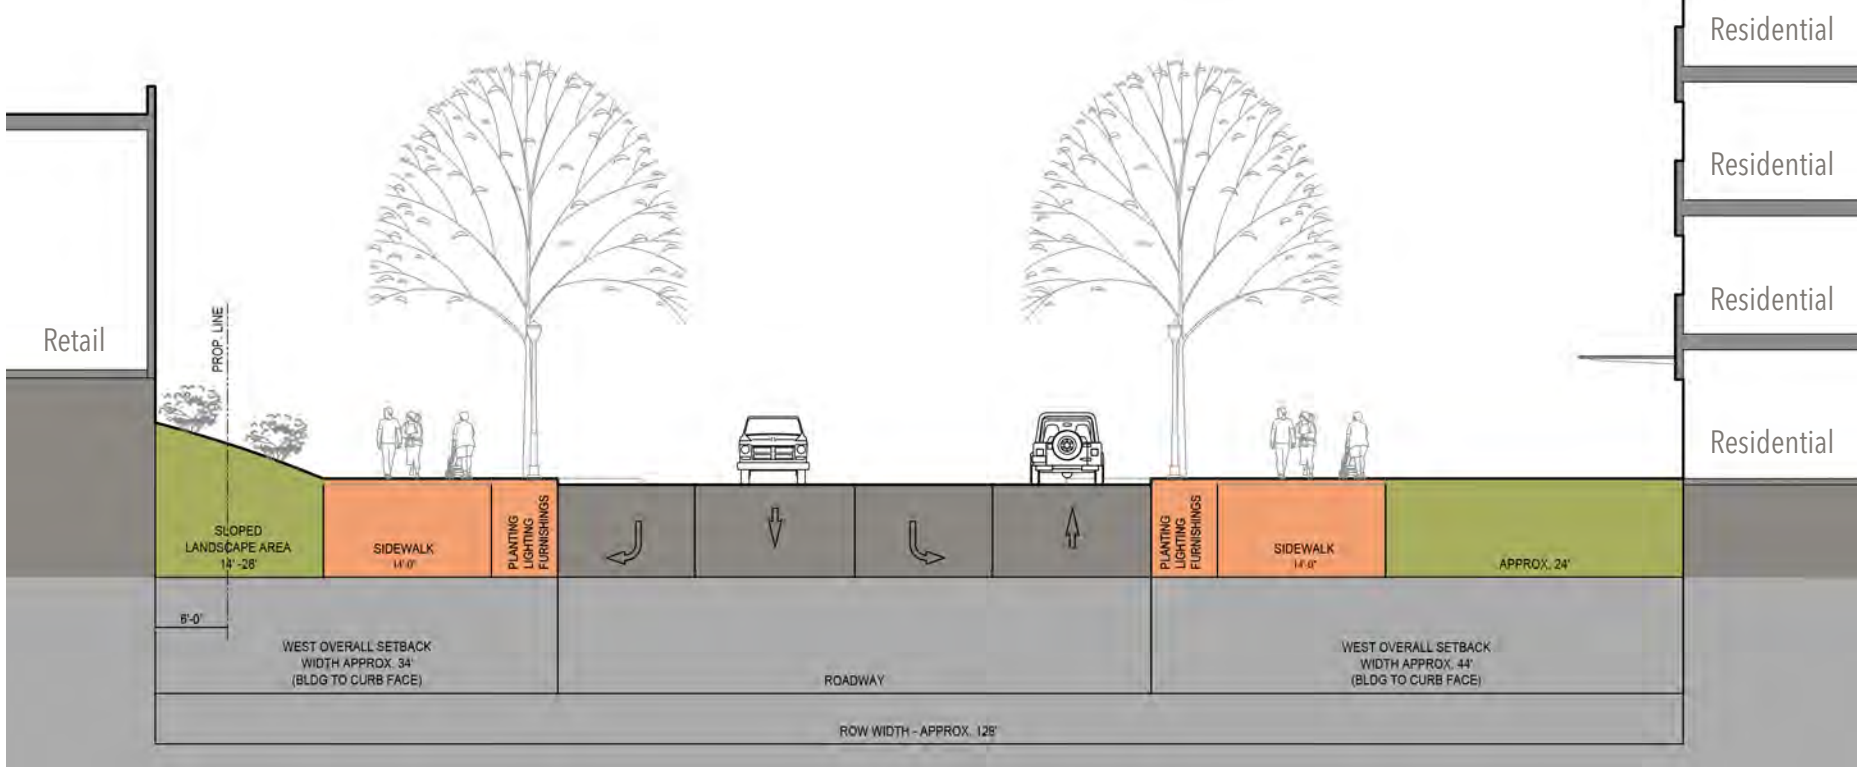 Residential
Residential
Residential
Retail
PROP. LINE
Residential
SLOPED
LANDSCAPE AREA
14'-26'
SIDEWALK
14'-0"
PLANTING
LIGHTING
FURNISHINGS
PLANTING
LIGHTING
FURNISHINGS
SIDEWALK
14'-0"
APPROX. 24'
6'-0"
WEST OVERALL SETBACK
WIDTH APPROX. 34'
(BLDG TO CURB FACE)
ROADWAY
WEST OVERALL SETBACK
WIDTH APPROX. 44'
(BLDG TO CURB FACE)
ROW WIDTH - APPROX. 128'